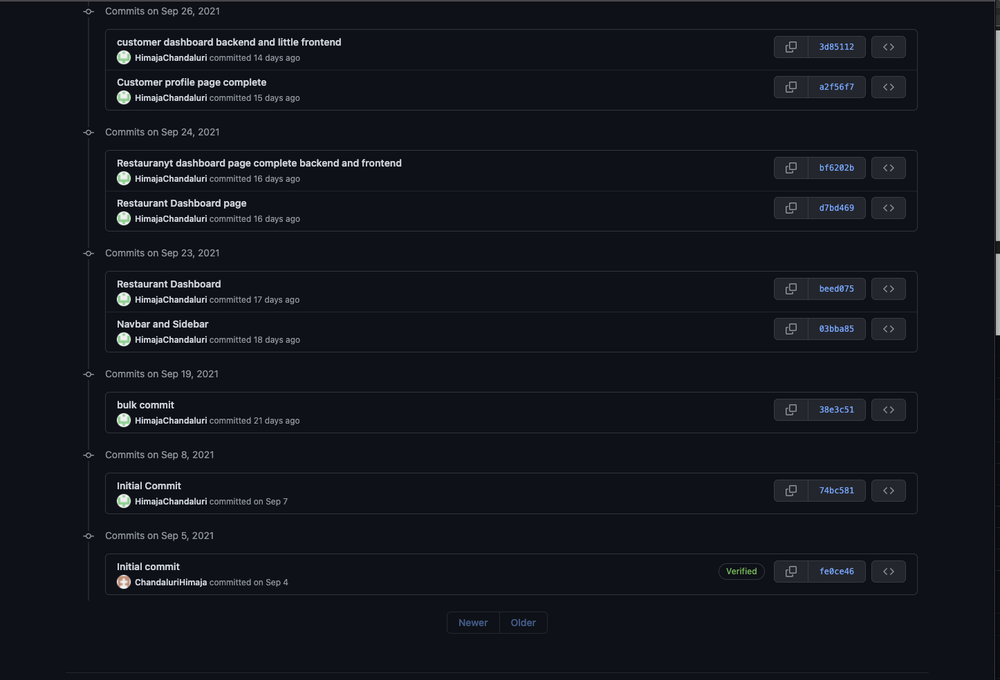 Commits on Sep 26, 2021
customer dashboard backend and little frontend
HimajaChandaluri committed 14 days ago
3d85112
Customer profile page complete
HimajaChandaluri committed 15 days ago
a2f56f7
Commits on Sep 24, 2021
Restauranyt dashboard page complete backend and frontend
HimajaChandaluri committed 16 days ago
bf6202b
Restaurant Dashboard page
HimajaChandaluri committed 16 days ago
d7bd469
Commits on Sep 23, 2021
Restaurant Dashboard
HimajaChandaluri committed 17 days ago
beed075
Navbar and Sidebar
HimajaChandaluri committed 18 days ago
03bba85
Commits on Sep 19, 2021
bulk commit
HimajaChandaluri committed 21 days ago
38e3c51
Commits on Sep 8, 2021
Initial Commit
HimajaChandaluri committed on Sep 7
74bc581
Commits on Sep 5, 2021
Initial commit
ChandaluriHimaja committed on Sep 4
Verified
fe0ce46
Newer Older